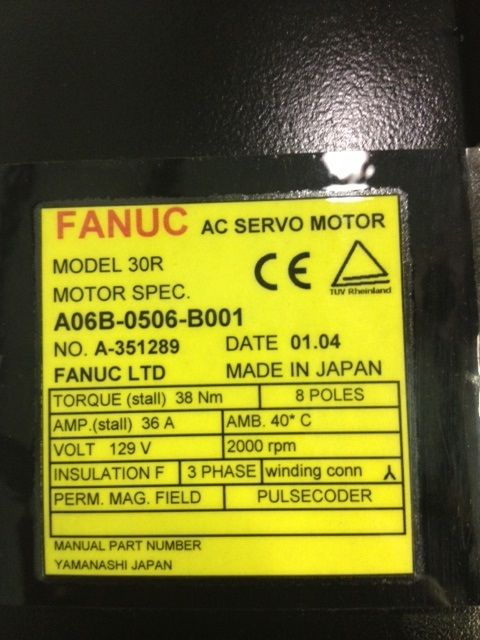 FANUC AC SERVO MOTOR
MODEL 30R
CE
TUV Rheinland
MOTOR SPEC.
A06B-0506-B001
NO. A-351289 DATE 01.04
FANUC LTD MADE IN JAPAN
TORQUE (stall) 38 Nm 8 POLES
AMP.(stall) 36 A AMB. 40* C
VOLT 129 V 2000 rpm
INSULATION F 3 PHASE winding conn
PERM. MAG. FIELD PULSECODER
MANUAL PART NUMBER
YAMANASHI JAPAN